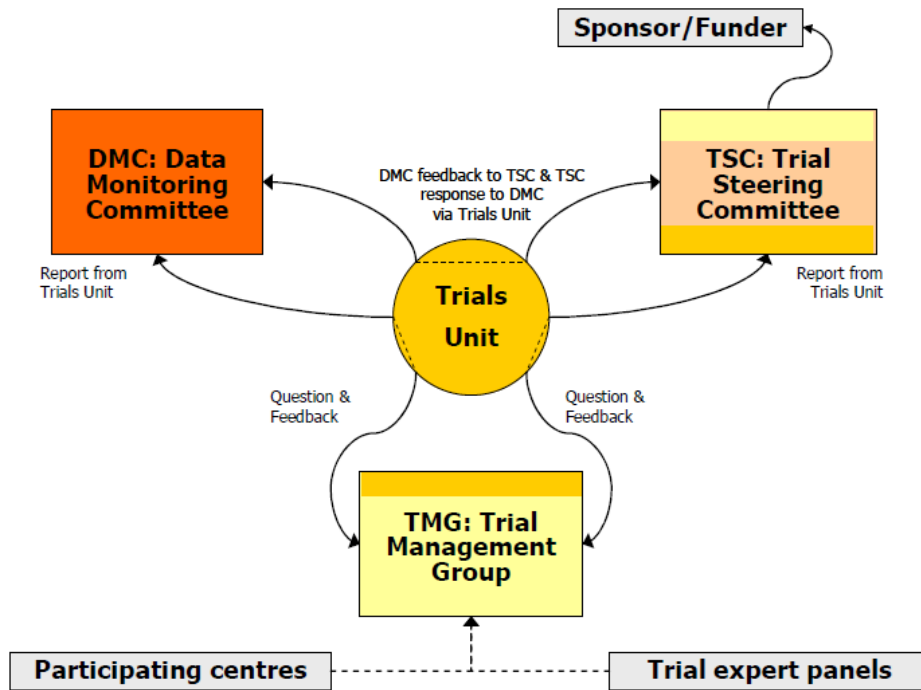 Sponsor/Funder
DMC: Data
Monitoring
Committee
DMC feedback to TSC & TSC
response to DMC
via Trials Unit
TSC: Trial
Steering
Committee
Report from
Trials Unit
Trials
Unit
Report from
Trials Unit
Question &
Feedback
Question &
Feedback
TMG: Trial
Management
Group
Participating centres
Trial expert panels